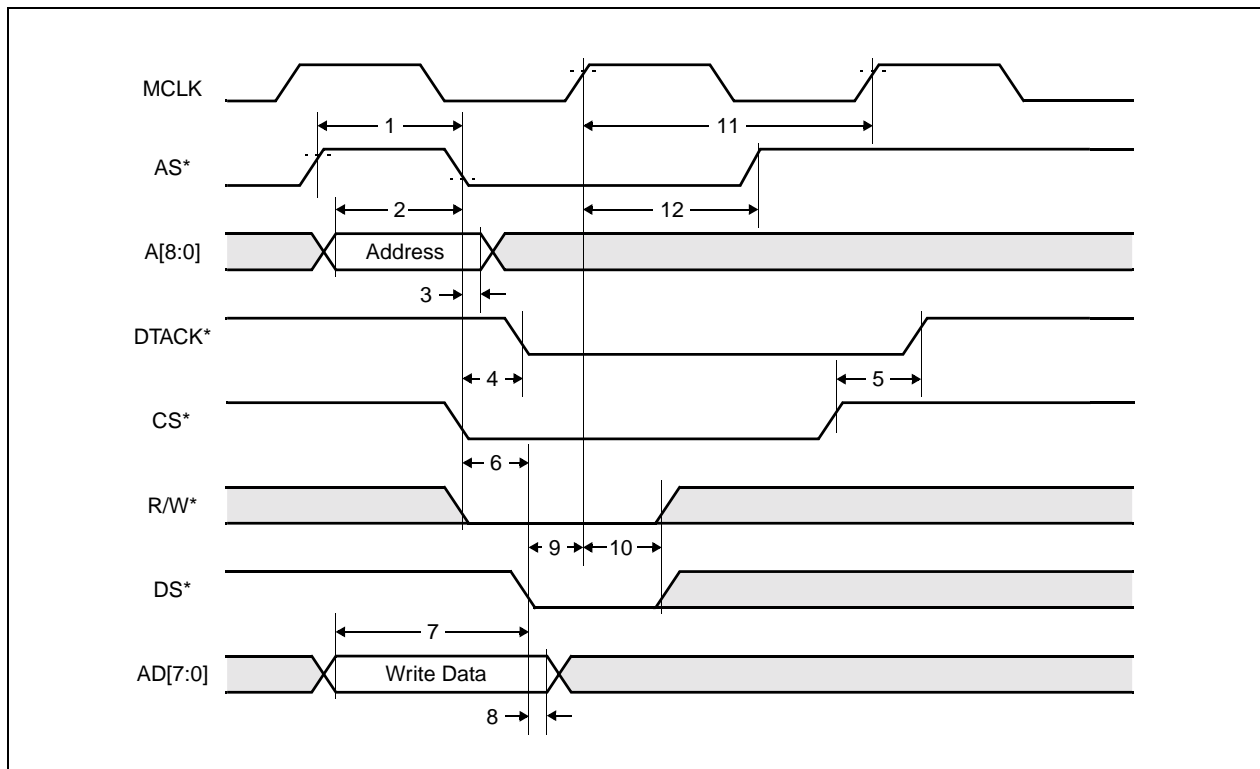 MCLK
1
11
AS*
2
12
A[8:0]
Address
3
DTACK*
4
5
CS*
6
R/W*
9
10
DS*
7
AD[7:0]
Write Data
8